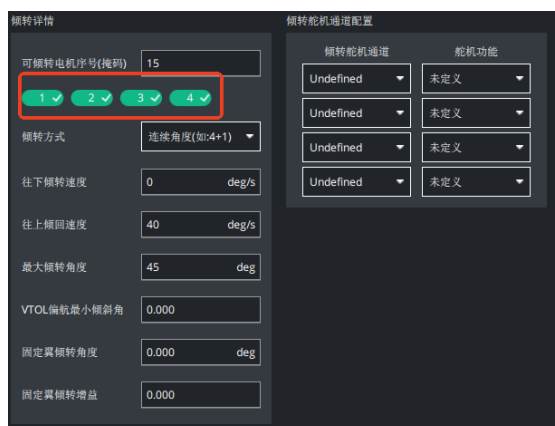 倾转详情
可倾转电机序号(掩码) 15
1 2 3 4
倾转方式 连续角度(如:4+1)
往下倾转速度 0 deg/s
往上倾回速度 40 deg/s
最大倾转角度 45 deg
VTOL偏航最小倾斜角 0.000
固定翼倾转角度 0.000 deg
固定翼倾转增益 0.000
倾转舵机通道配置
倾转舵机通道 舵机功能
Undefined 未定义
Undefined 未定义
Undefined 未定义
Undefined 未定义